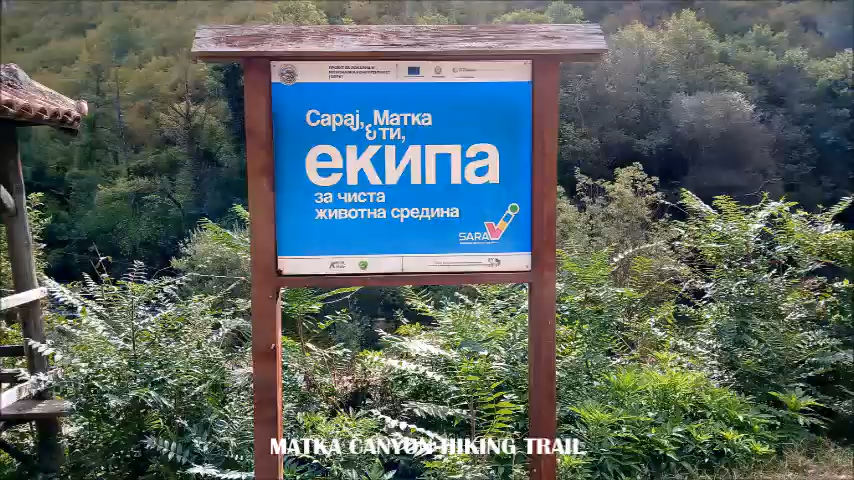 Сарај, Матка
& ти,
екипа
за чиста
животна средина
SARA
MATKA CANYON HIKING TRAIL